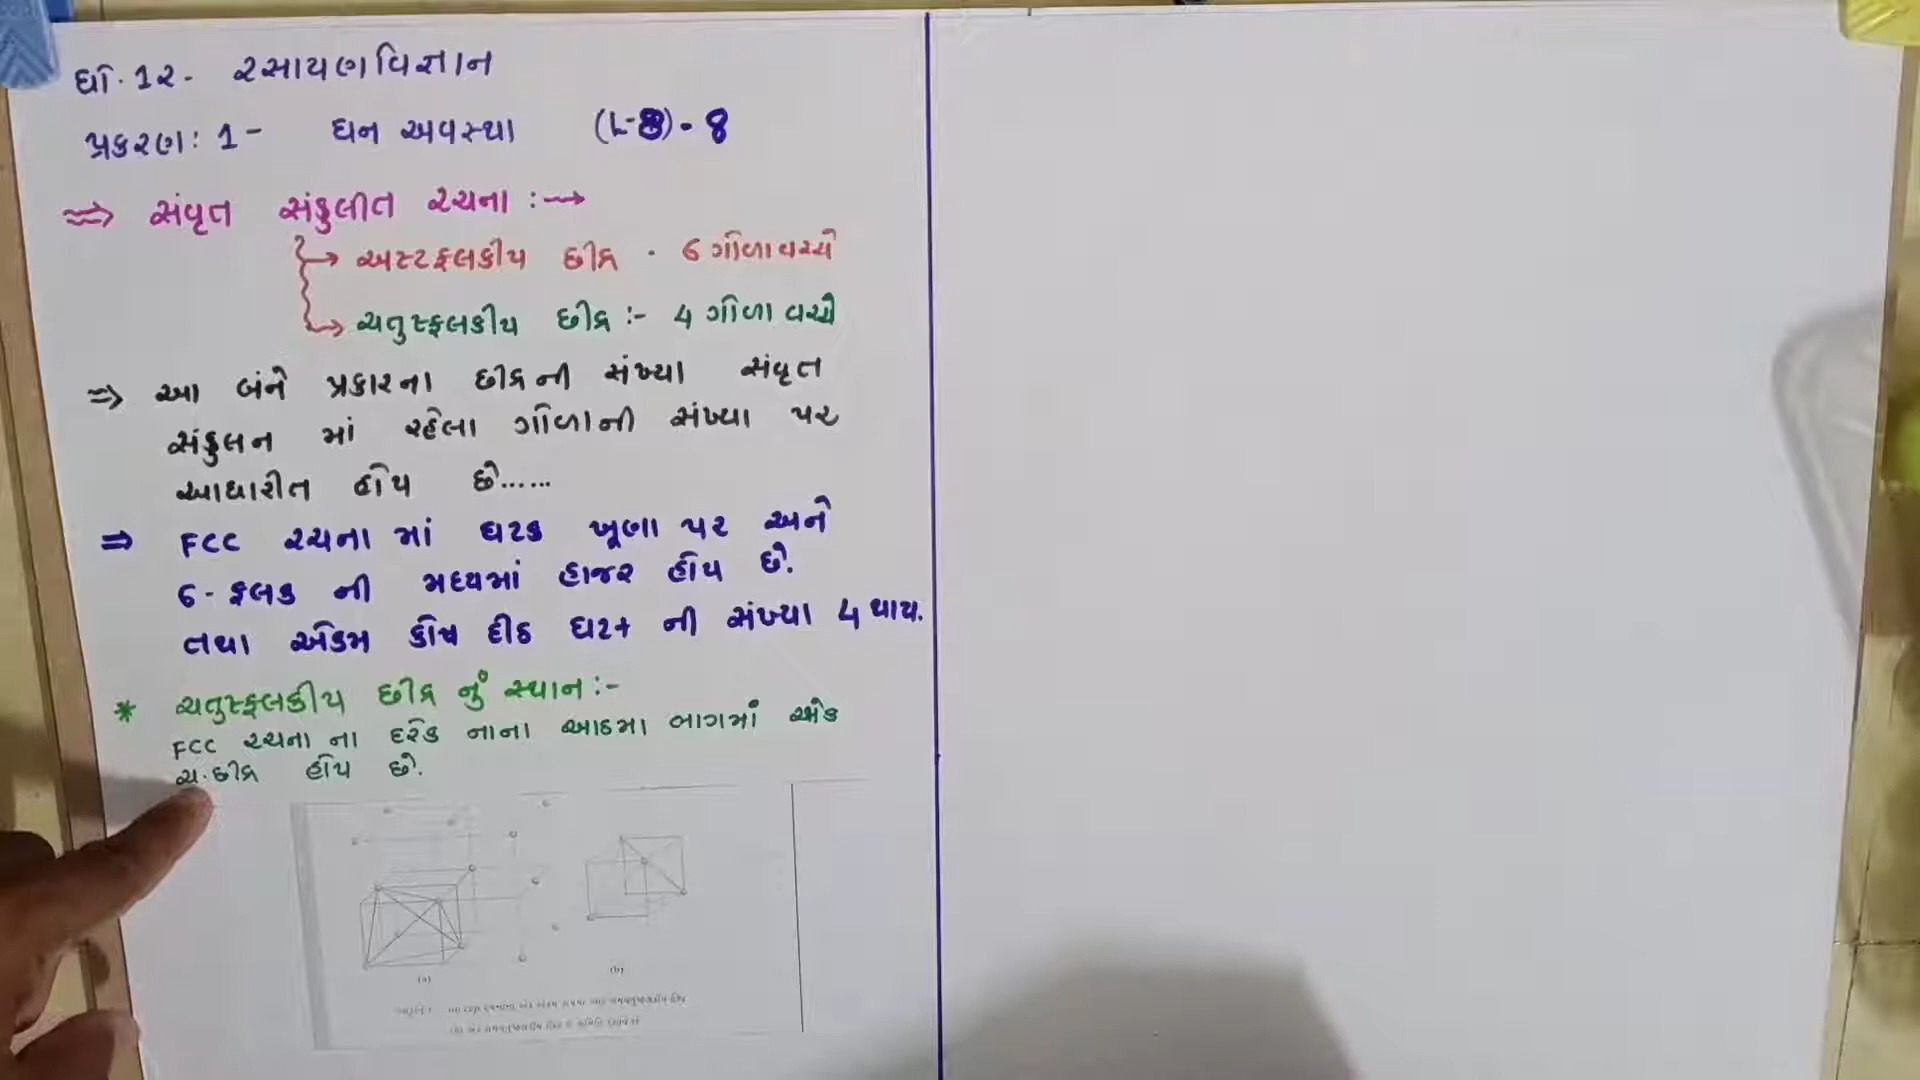 ધો. 12 - રસાયણવિજ્ઞાન
પ્રકરણ: 1 - ઘન અવસ્થા (L-8) - 8
⇒ સંવૃત સંકુલીત રચના :→
→ અષ્ટફલકીય છીદ્ર - 6 ગોળા વચ્ચે
→ ચતુષ્ફલકીય છીદ્ર :- 4 ગોળા વચ્ચે
⇒ આ બંને પ્રકારના છીદ્રની સંખ્યા સંવૃત
સંકુલન માં રહેલા ગોળાની સંખ્યા પર
આધારીત હોય છે......
⇒ FCC રચના માં ઘટક ખૂણા પર અને
6 - ફલક ની મધ્યમાં હાજર હોય છે.
તથા એકમ કોષ દીઠ ઘટક ની સંખ્યા 4 થાય.
* ચતુષ્ફલકીય છીદ્ર નું સ્થાન :-
FCC રચના ના દરેક નાના આઠમા ભાગમાં એક
ચ. છીદ્ર હોય છે.
(a) (b)